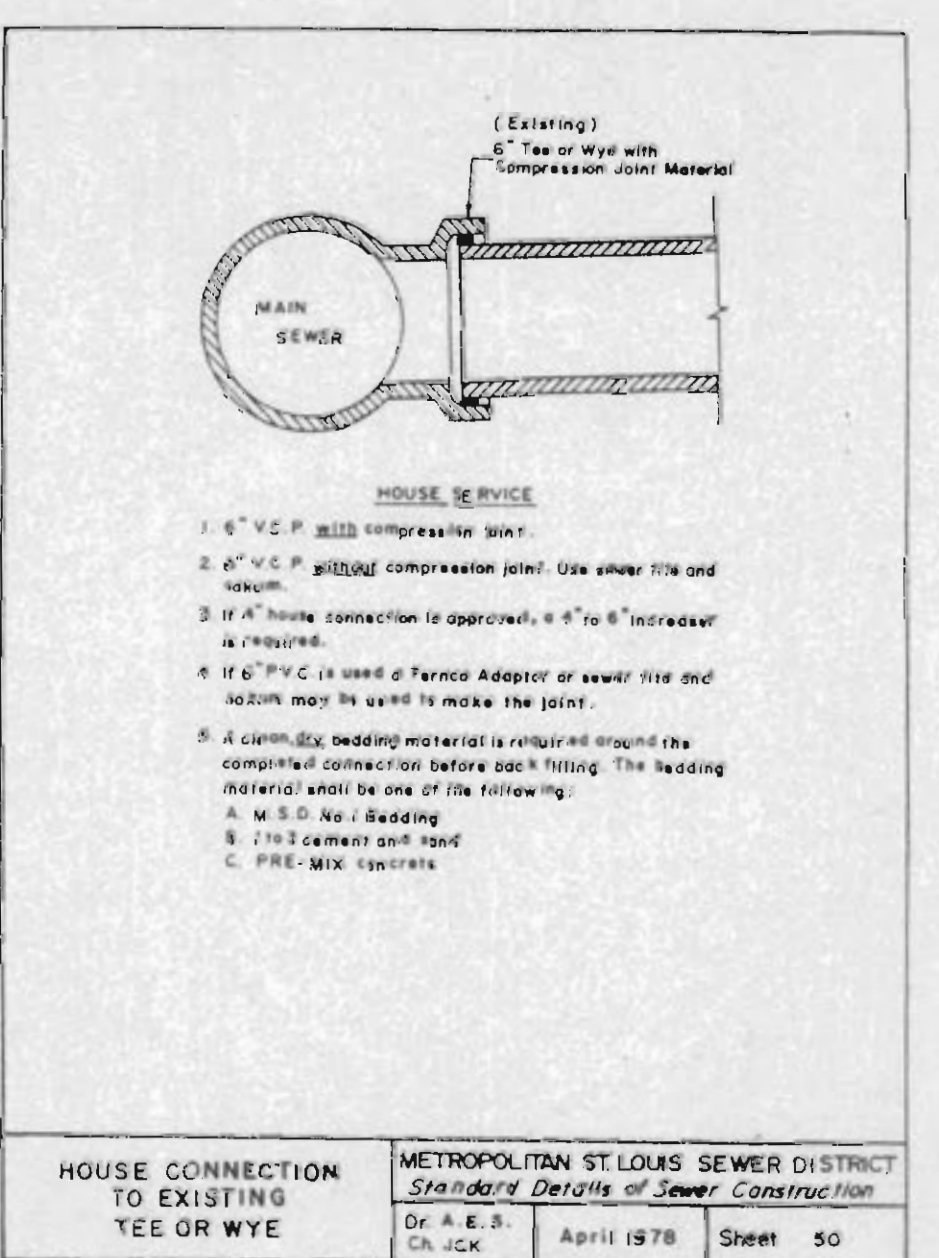 (Existing)
6" Tee or Wye with
Compression Joint Material
MAIN
SEWER
HOUSE SERVICE
1. 6" V.C.P. with compression joint.
2. 6" V.C.P. without compression joint. Use sewer tite and
oakum.
3. If 4" house connection is approved, a 4" to 6" increaser
is required.
4. If 6" PVC is used a Fernco Adaptor or sewer tite and
oakum may be used to make the joint.
5. A clean, dry, bedding material is required around the
completed connection before back filling. The bedding
material shall be one of the following:
A. M.S.D. No. 1 Bedding
B. 1 to 3 cement and sand
C. PRE-MIX concrete
HOUSE CONNECTION
TO EXISTING
TEE OR WYE
METROPOLITAN ST. LOUIS SEWER DISTRICT
Standard Details of Sewer Construction
Dr. A.E.S.
Ch. JCK
April 1978
Sheet 50